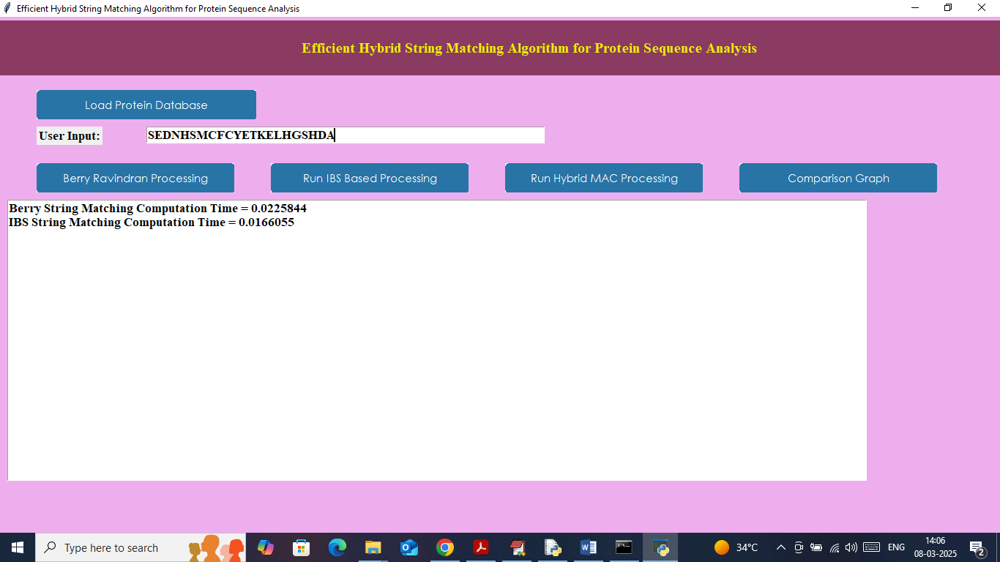 Efficient Hybrid String Matching Algorithm for Protein Sequence Analysis
Efficient Hybrid String Matching Algorithm for Protein Sequence Analysis
Load Protein Database
User Input: SEDNHSMCFCYETKELHGSHDA
Berry Ravindran Processing Run IBS Based Processing Run Hybrid MAC Processing Comparison Graph
Berry String Matching Computation Time = 0.0225844
IBS String Matching Computation Time = 0.0166055
Type here to search 34°C ENG 14:06
08-03-2025 2